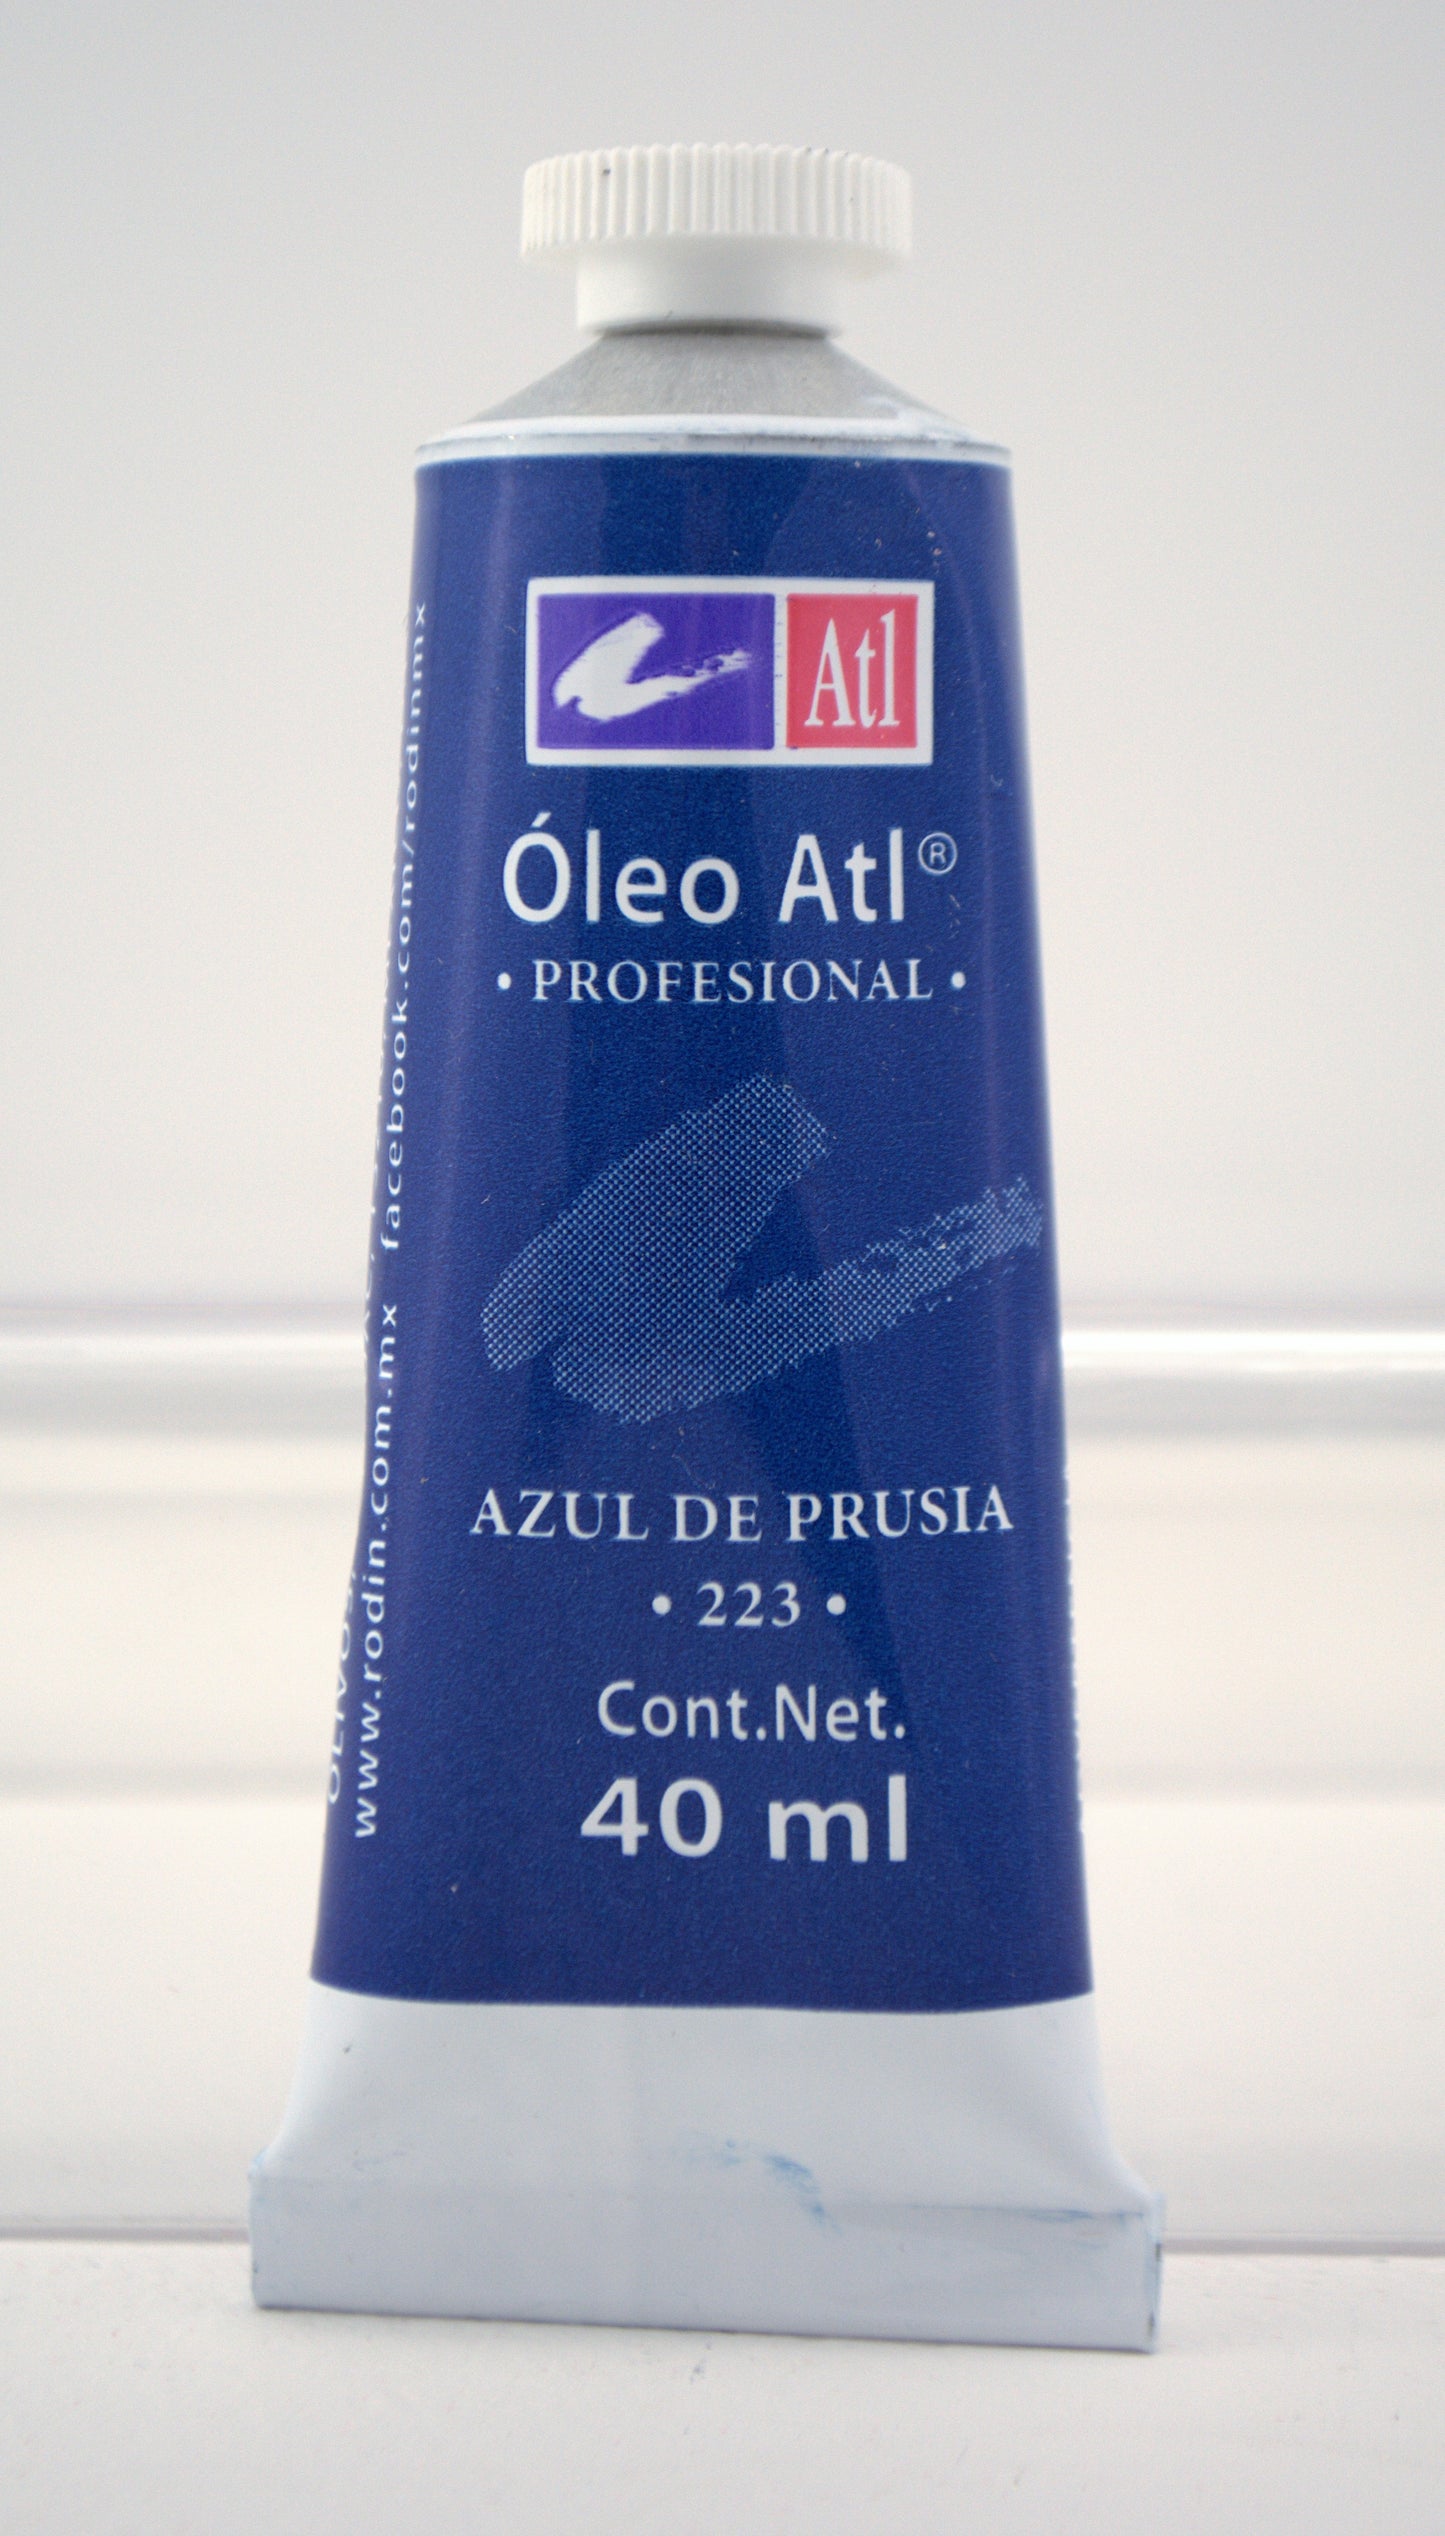 Atl
Óleo Atl®
• PROFESIONAL •
AZUL DE PRUSIA
• 223 •
Cont.Net.
40 ml
www.rodin.com.mx facebook.com/rodinmx